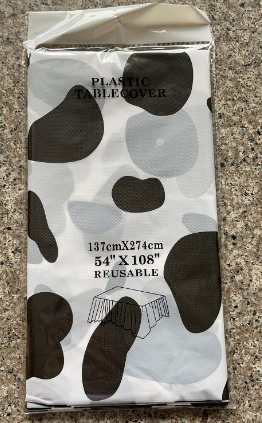 PLASTIC
TABLECOVER
137cmX274cm
54" X 108"
REUSABLE